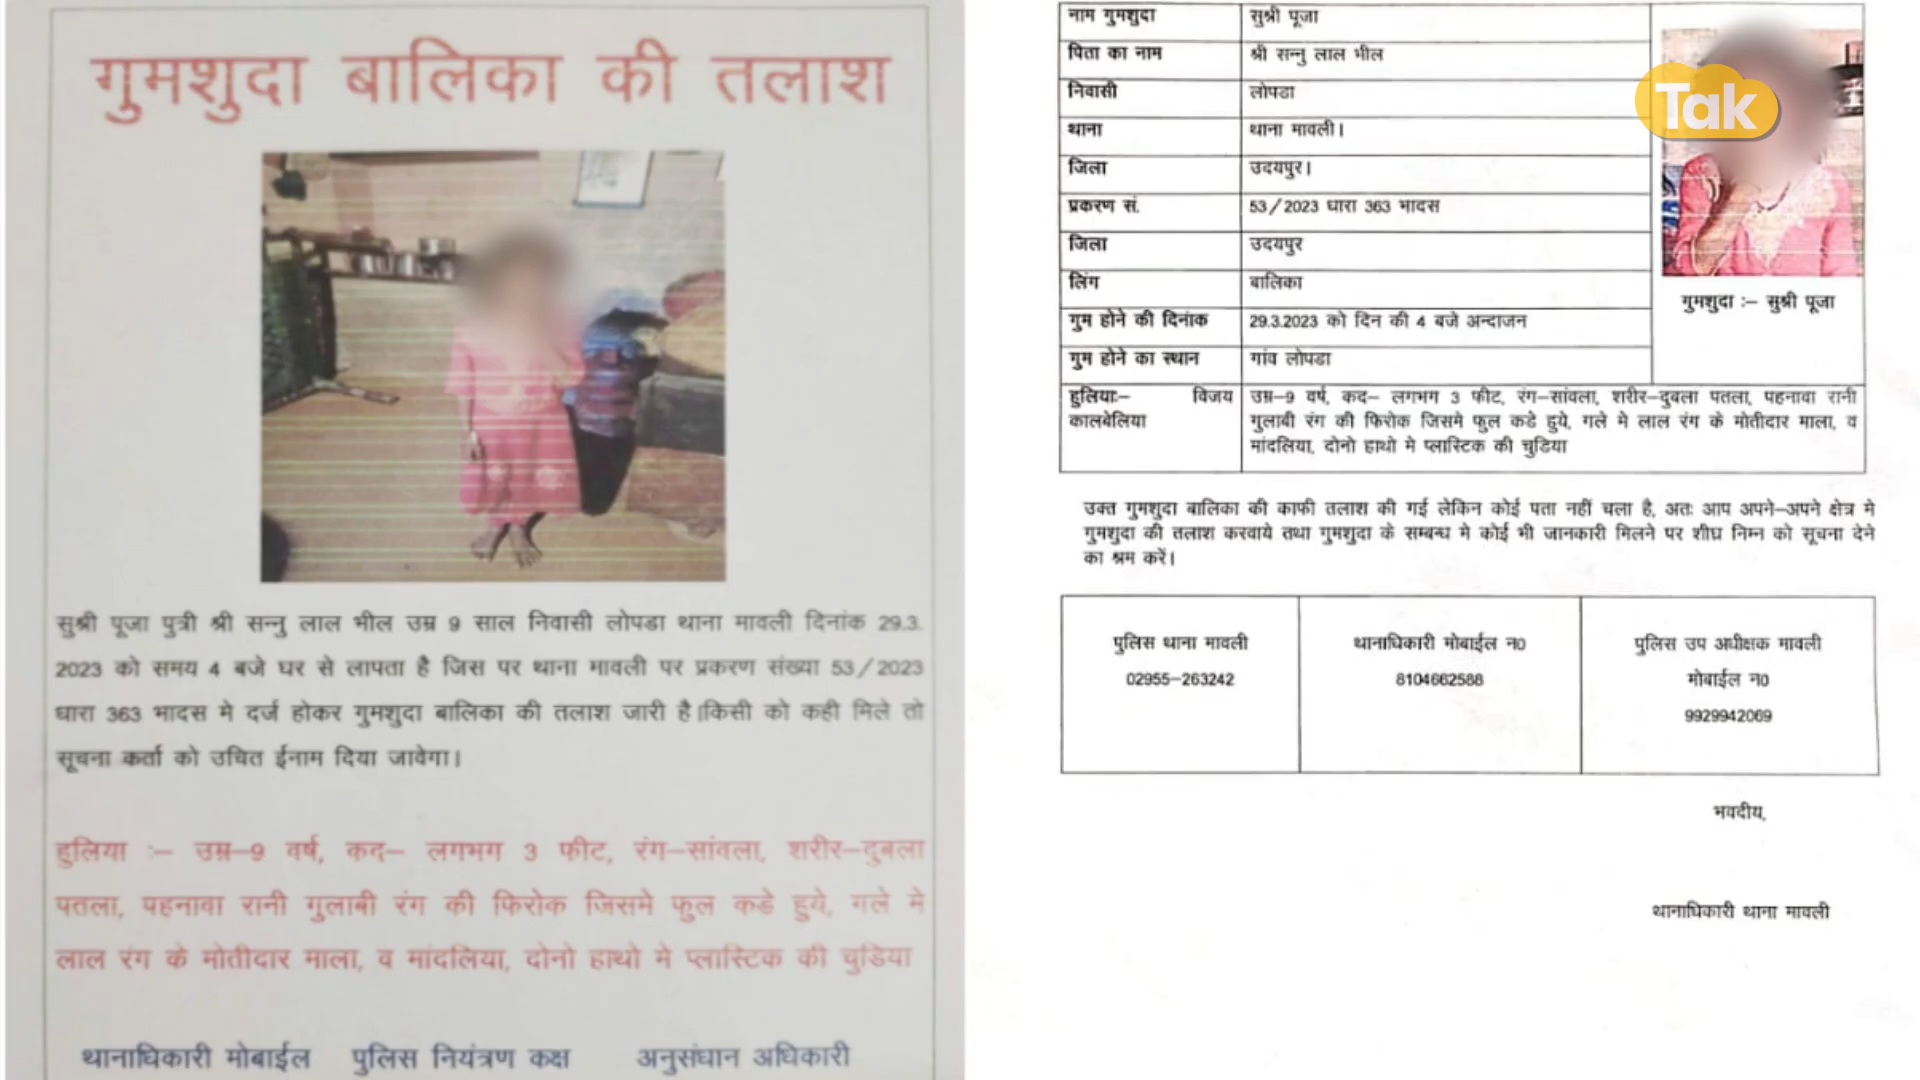 गुमशुदा बालिका की तलाश
सुश्री पूजा पुत्री श्री सन्नु लाल भील उम्र 9 साल निवासी लोपडा थाना मावली दिनांक 29.3.
2023 को समय 4 बजे घर से लापता है जिस पर थाना मावली पर प्रकरण संख्या 53/2023
धारा 363 भादस मे दर्ज होकर गुमशुदा बालिका की तलाश जारी है।किसी को कही मिले तो
सूचना कर्ता को उचित ईनाम दिया जावेगा।
हुलिया :– उम्र–9 वर्ष, कद– लगभग 3 फीट, रंग–सांवला, शरीर–दुबला
पतला, पहनावा रानी गुलाबी रंग की फिरोक जिसमे फुल कडे हुये, गले मे
लाल रंग के मोतीदार माला, व मांदलिया, दोनो हाथो मे प्लास्टिक की चुडिया
थानाधिकारी मोबाईल पुलिस नियंत्रण कक्ष अनुसंधान अधिकारी
नाम गुमशुदा सुश्री पूजा
पिता का नाम श्री सन्नु लाल भील
निवासी लोपडा
थाना थाना मावली।
जिला उदयपुर।
प्रकरण सं. 53/2023 धारा 363 भादस
जिला उदयपुर
लिंग बालिका
गुम होने की दिनांक 29.3.2023 को दिन की 4 बजे अन्दाजन
गुम होने का स्थान गांव लोपडा
Tak
गुमशुदा :– सुश्री पूजा
हुलियाः– विजय उम्र–9 वर्ष, कद– लगभग 3 फीट, रंग–सांवला, शरीर–दुबला पतला, पहनावा रानी
कालबेलिया गुलाबी रंग की फिरोक जिसमे फुल कडे हुये, गले मे लाल रंग के मोतीदार माला, व
मांदलिया, दोनो हाथो मे प्लास्टिक की चुडिया
उक्त गुमशुदा बालिका की काफी तलाश की गई लेकिन कोई पता नहीं चला है, अतः आप अपने–अपने क्षेत्र मे
गुमशुदा की तलाश करवाये तथा गुमशुदा के सम्बन्ध मे कोई भी जानकारी मिलने पर शीघ्र निम्न को सूचना देने
का श्रम करें।
पुलिस थाना मावली थानाधिकारी मोबाईल न0 पुलिस उप अधीक्षक मावली
02955–263242 8104662588 मोबाईल न0
9929942069
भवदीय,
थानाधिकारी थाना मावली